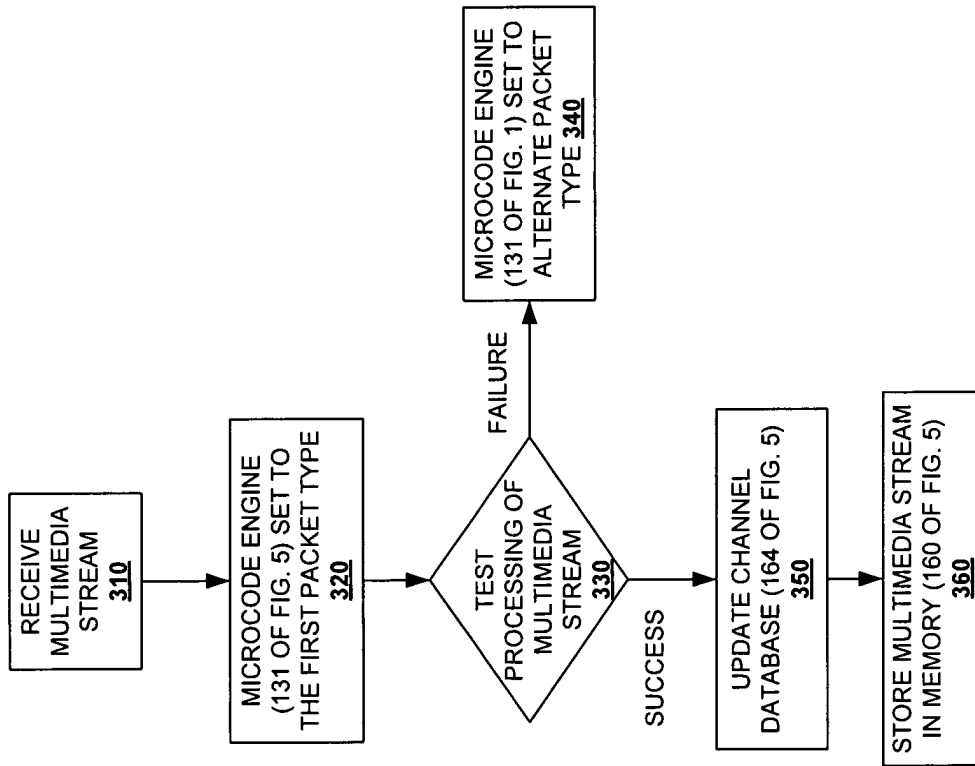 RECEIVE
MULTIMEDIA
STREAM
310
MICROCODE ENGINE
(131 OF FIG. 5) SET TO
THE FIRST PACKET TYPE
320
TEST
PROCESSING OF
MULTIMEDIA
STREAM
330
FAILURE
MICROCODE ENGINE
(131 OF FIG. 1) SET TO
ALTERNATE PACKET
TYPE 340
SUCCESS
UPDATE CHANNEL
DATABASE (164 OF FIG. 5)
350
STORE MULTIMEDIA STREAM
IN MEMORY (160 OF FIG. 5)
360